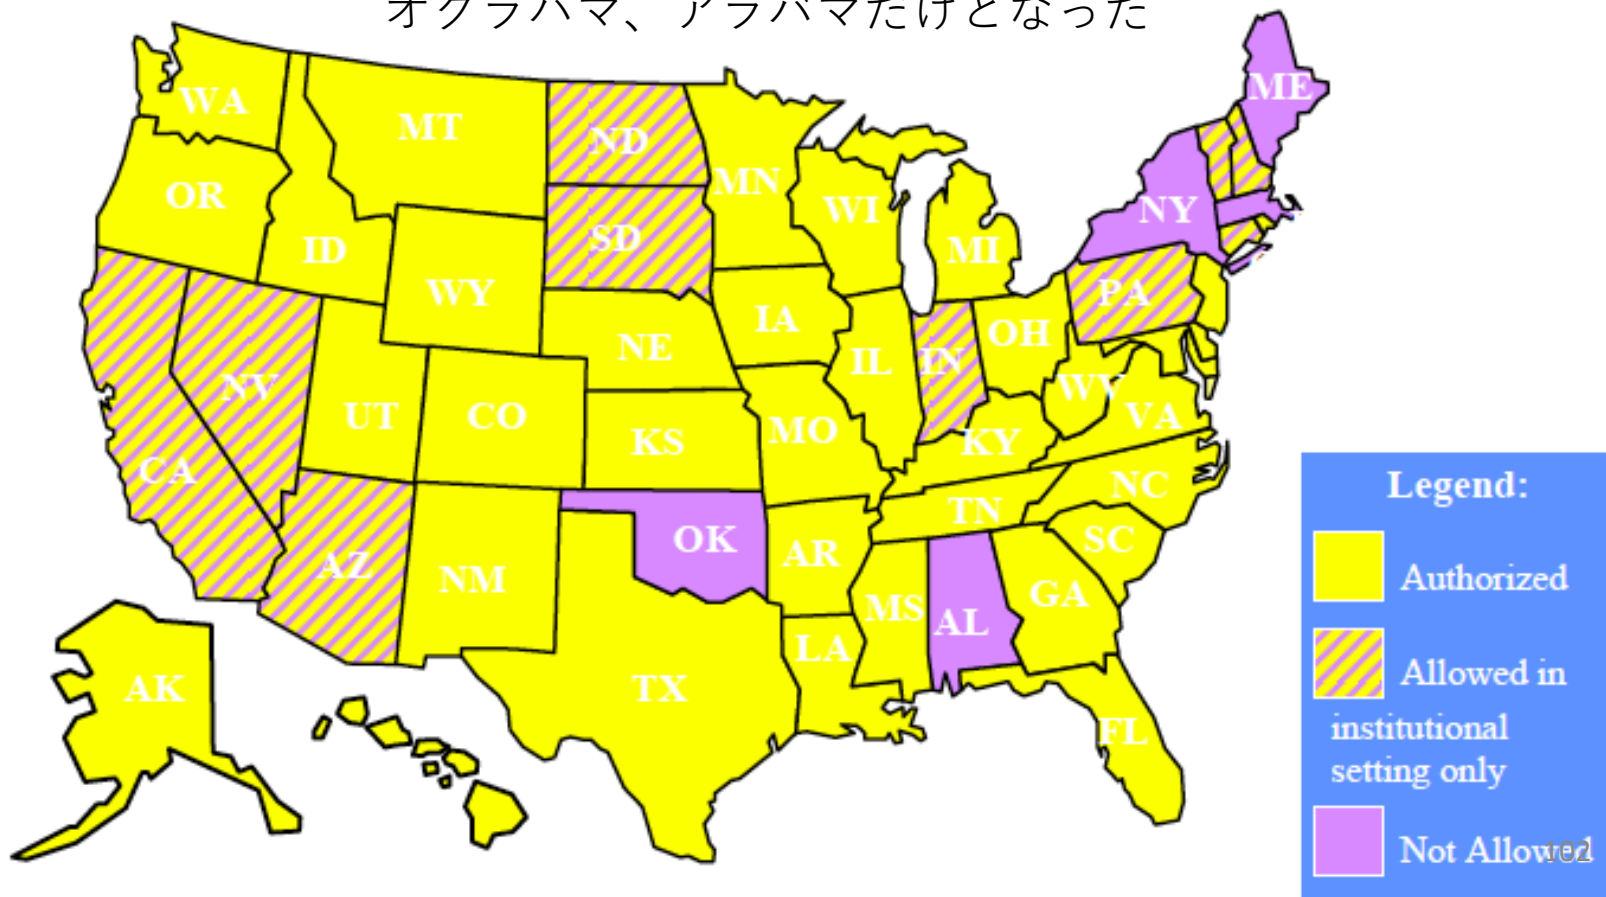 オクラハマ、アラバマだけとなった
ME
WA
MT
ND
MN
OR
WI
NY
SD
ID
MI
WY
PA
IA
OH
NE
IL
IN
NV
WV
UT
CO
VA
MO
KS
KY
CA
NC
Legend:
TN
OK
SC
AR
AZ
NM
Authorized
GA
MS
AL
LA
Allowed in
AK
TX
institutional
FL
setting only
Not Allowed
102